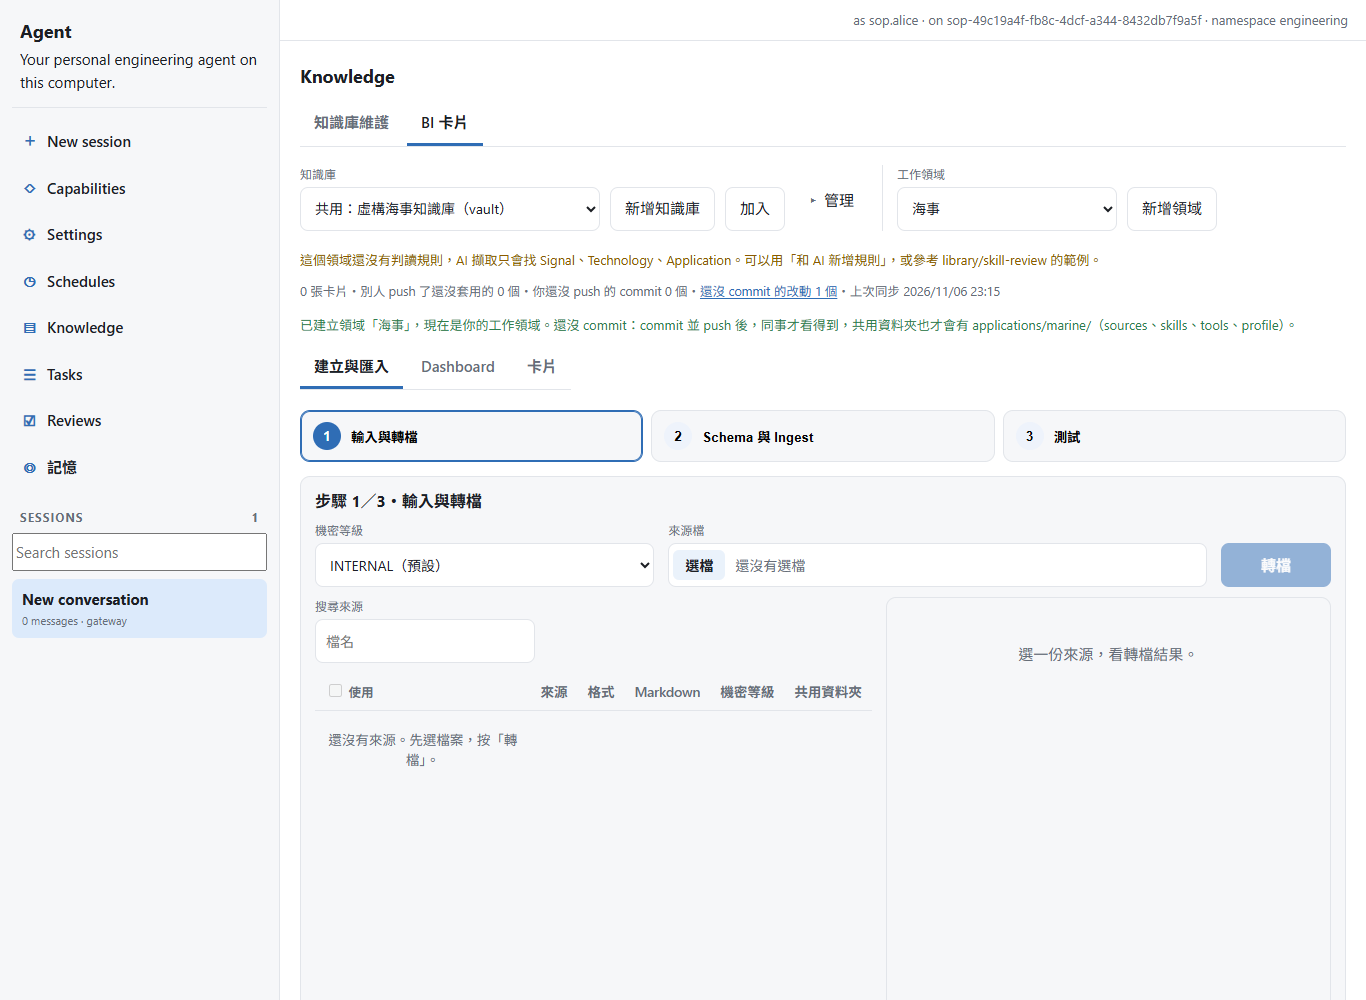 Agent
Your personal engineering agent on
this computer.
New session
Capabilities
Settings
Schedules
Knowledge
Tasks
Reviews
記憶
SESSIONS 1
Search sessions
New conversation
0 messages · gateway
as sop.alice · on sop-49c19a4f-fb8c-4dcf-a344-8432db7f9a5f · namespace engineering
Knowledge
知識庫維護 BI 卡片
知識庫 工作領域
共用：虛構海事知識庫（vault） 新增知識庫 加入 ▸ 管理 海事 新增領域
這個領域還沒有判讀規則，AI 擷取只會找 Signal、Technology、Application。可以用「和 AI 新增規則」，或參考 library/skill-review 的範例。
0 張卡片・別人 push 了還沒套用的 0 個・你還沒 push 的 commit 0 個・還沒 commit 的改動 1 個・上次同步 2026/11/06 23:15
已建立領域「海事」，現在是你的工作領域。還沒 commit：commit 並 push 後，同事才看得到，共用資料夾也才會有 applications/marine/（sources、skills、tools、profile）。
建立與匯入 Dashboard 卡片
1 輸入與轉檔 2 Schema 與 Ingest 3 測試
步驟 1／3・輸入與轉檔
機密等級 來源檔
INTERNAL（預設） 選檔 還沒有選檔 轉檔
搜尋來源
檔名
選一份來源，看轉檔結果。
使用 來源 格式 Markdown 機密等級 共用資料夾
還沒有來源。先選檔案，按「轉
檔」。